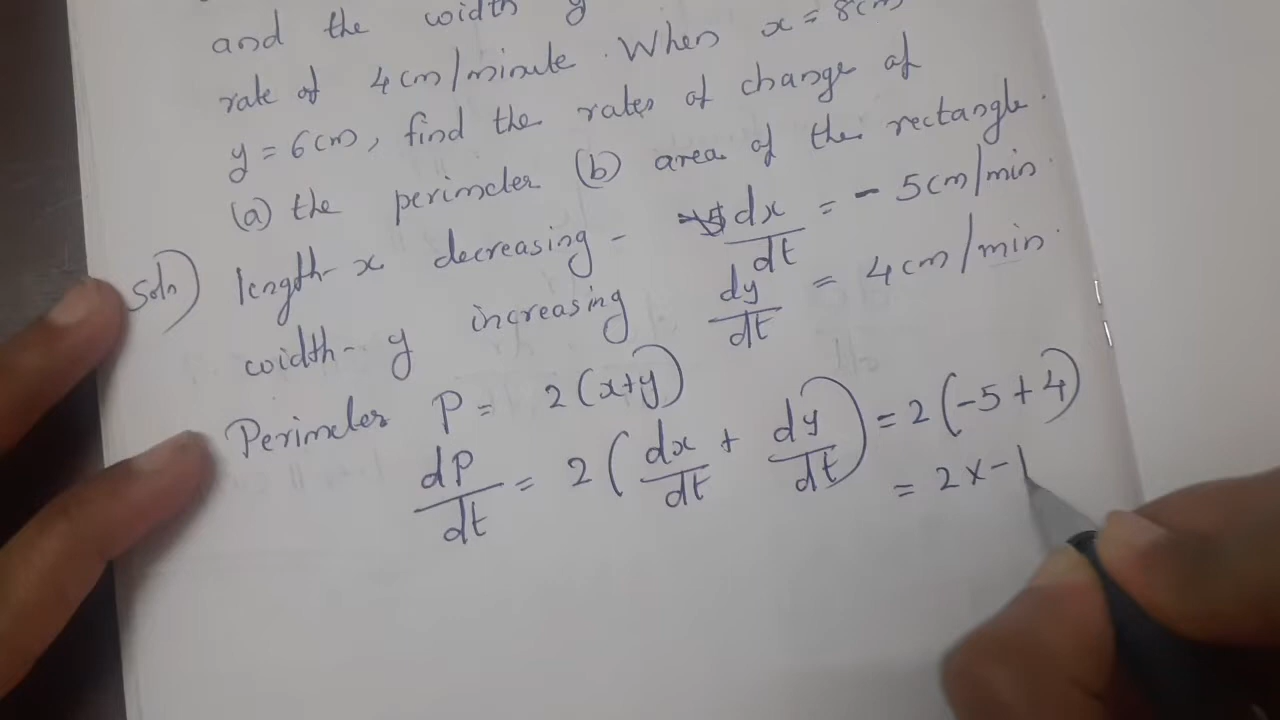 and the width y
rate of 4cm/minute. When x = 8cm
y = 6cm, find the rates of change of
(a) the perimeter (b) area of the rectangle.
Soln) length-x decreasing - dx/dt = - 5cm/min.
width-y increasing dy/dt = 4cm/min.
Perimeter P = 2(x+y)
dP/dt = 2(dx/dt + dy/dt) = 2(-5+4)
= 2x-1